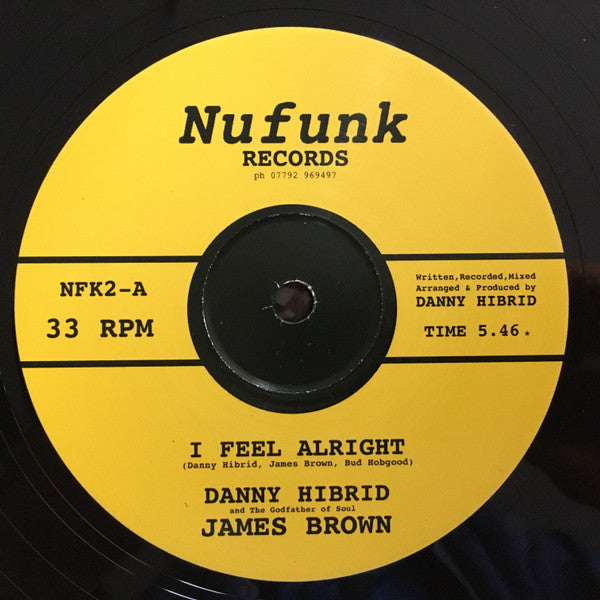 Nufunk
RECORDS
ph 07792 969497
NFK2-A
33 RPM
Written,Recorded,Mixed
Arranged & Produced by
DANNY HIBRID
TIME 5.46 ★
I FEEL ALRIGHT
(Danny Hibrid, James Brown, Bud Hobgood)
DANNY HIBRID
and The Godfather of Soul
JAMES BROWN